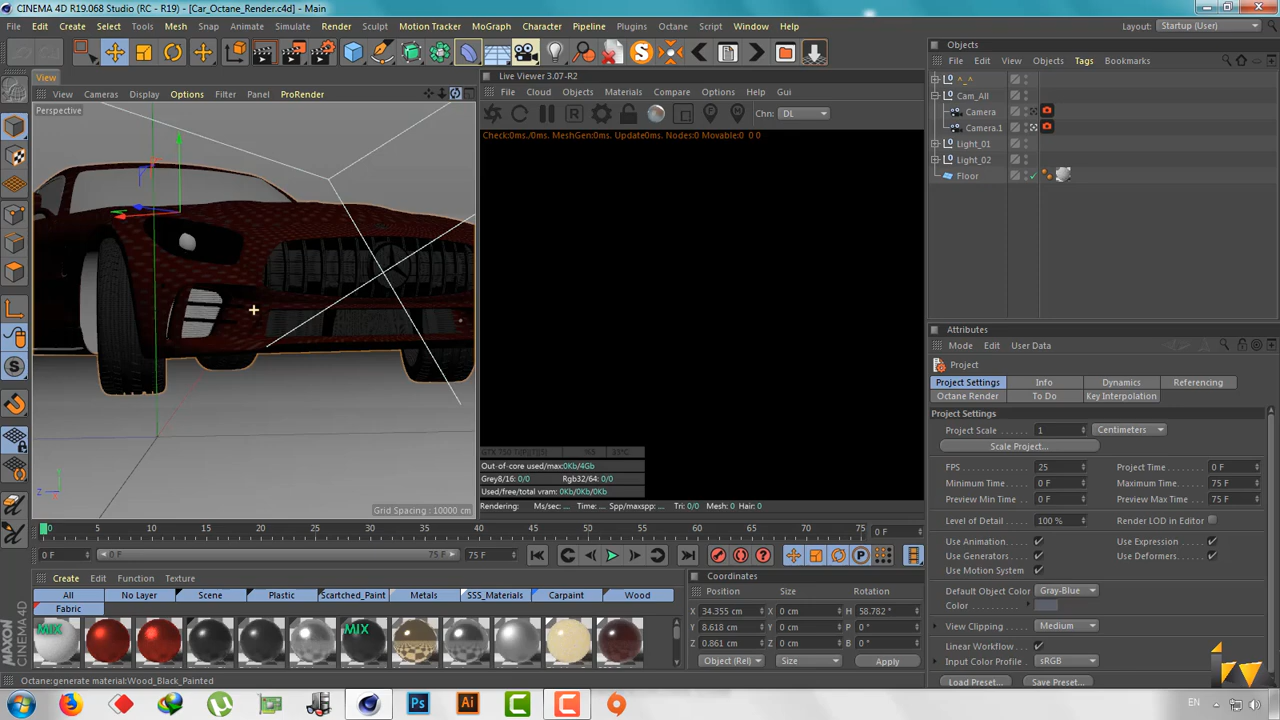 CINEMA 4D R19.068 Studio (RC - R19) - [Car_Octane_Render.c4d] - Main
File Edit Create Select Tools Mesh Snap Animate Simulate Render Sculpt Motion Tracker MoGraph Character Pipeline Plugins Octane Script Window Help
Layout: Startup (User)
View
View Cameras Display Options Filter Panel ProRender
Perspective
Grid Spacing : 10000 cm
Live Viewer 3.07-R2
File Cloud Objects Materials Compare Options Help Gui
Chn: DL
Check:0ms./0ms. MeshGen:0ms. Update0ms. Nodes:0 Movable:0 0 0
Out-of-core used/max:0Kb/4Gb
Grey8/16: 0/0 Rgb32/64: 0/0
Used/free/total vram: 0Kb/0Kb/0Kb
Rendering: Ms/sec: ... Time: ... Spp/maxspp: ... Tri: 0/0 Mesh: 0 Hair: 0
Objects
File Edit View Objects Tags Bookmarks
^_^
Cam_All
Camera
Camera.1
Light_01
Light_02
Floor
Attributes
Mode Edit User Data
Project
Project Settings Info Dynamics Referencing
Octane Render To Do Key Interpolation
Project Settings
Project Scale 1 Centimeters
Scale Project...
FPS 25 Project Time 0 F
Minimum Time 0 F Maximum Time 75 F
Preview Min Time 0 F Preview Max Time 75 F
Level of Detail 100 % Render LOD in Editor
Use Animation Use Expression
Use Generators Use Deformers
Use Motion System
Default Object Color Gray-Blue
Color
View Clipping Medium
Linear Workflow
Input Color Profile sRGB
Load Preset... Save Preset...
0 5 10 15 20 25 30 35 40 45 50 55 60 65 70 75 0 F
0 F 0 F 75 F 75 F
Create Edit Function Texture
All No Layer Scene Plastic Scartched_Paint Metals SSS_Materials Carpaint Wood
Fabric
MIX
MIX
Coordinates
Position Size Rotation
X 34.355 cm X 0 cm H 58.782 °
Y 8.618 cm Y 0 cm P 0 °
Z 0.861 cm Z 0 cm B 0 °
Object (Rel) Size Apply
MAXON CINEMA4D
Octane:generate material:Wood_Black_Painted
Ps Ai
EN